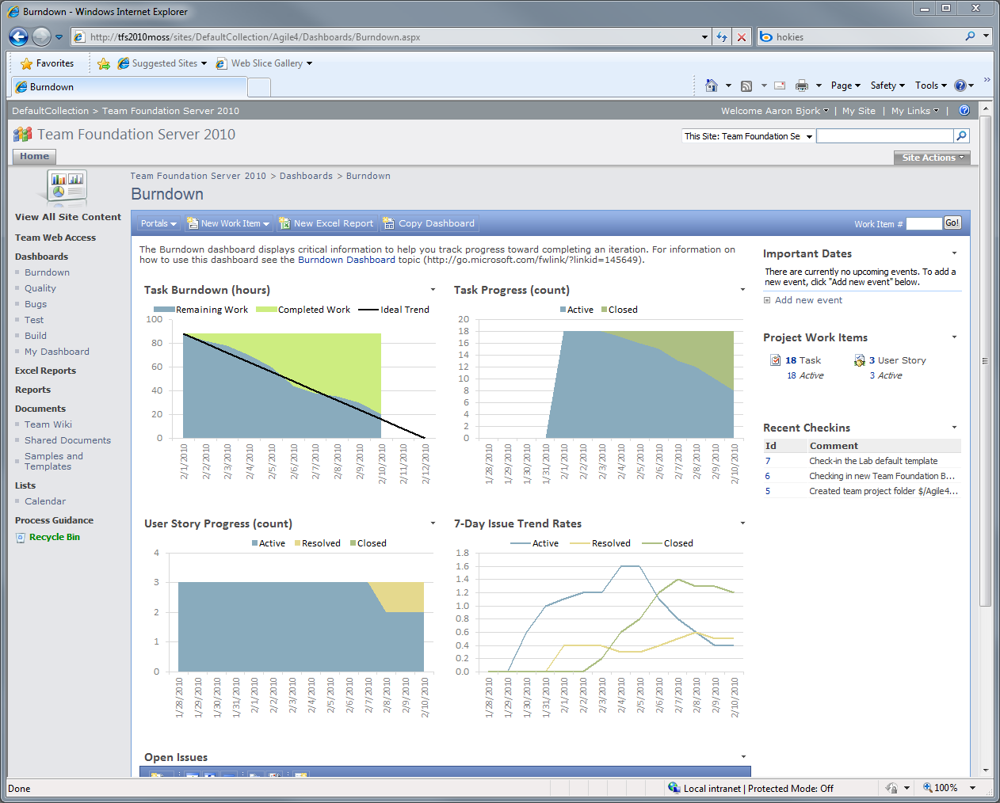 Burndown - Windows Internet Explorer
http://tfs2010moss/sites/DefaultCollection/Agile4/Dashboards/Burndown.aspx
hokies
Favorites
Suggested Sites
Web Slice Gallery
Burndown
Page
Safety
Tools
DefaultCollection > Team Foundation Server 2010
Welcome Aaron Bjork | My Site | My Links |
Team Foundation Server 2010
This Site: Team Foundation Se
Home
Site Actions
Team Foundation Server 2010 > Dashboards > Burndown
Burndown
View All Site Content
Team Web Access
Dashboards
Burndown
Quality
Bugs
Test
Build
My Dashboard
Excel Reports
Reports
Documents
Team Wiki
Shared Documents
Samples and
Templates
Lists
Calendar
Process Guidance
Recycle Bin
Portals
New Work Item
New Excel Report
Copy Dashboard
Work Item #
Go!
The Burndown dashboard displays critical information to help you track progress toward completing an iteration. For information on
how to use this dashboard see the Burndown Dashboard topic (http://go.microsoft.com/fwlink/?linkid=145649).
Task Burndown (hours)
Remaining Work
Completed Work
Ideal Trend
100
80
60
40
20
0
2/1/2010
2/2/2010
2/3/2010
2/4/2010
2/5/2010
2/6/2010
2/7/2010
2/8/2010
2/9/2010
2/10/2010
2/11/2010
2/12/2010
Task Progress (count)
Active
Closed
20
18
16
14
12
10
8
6
4
2
0
1/28/2010
1/29/2010
1/30/2010
1/31/2010
2/1/2010
2/2/2010
2/3/2010
2/4/2010
2/5/2010
2/6/2010
2/7/2010
2/8/2010
2/9/2010
2/10/2010
User Story Progress (count)
Active
Resolved
Closed
4
3
2
1
0
1/28/2010
1/29/2010
1/30/2010
1/31/2010
2/1/2010
2/2/2010
2/3/2010
2/4/2010
2/5/2010
2/6/2010
2/7/2010
2/8/2010
2/9/2010
2/10/2010
7-Day Issue Trend Rates
Active
Resolved
Closed
1.8
1.6
1.4
1.2
1.0
0.8
0.6
0.4
0.2
0.0
1/28/2010
1/29/2010
1/30/2010
1/31/2010
2/1/2010
2/2/2010
2/3/2010
2/4/2010
2/5/2010
2/6/2010
2/7/2010
2/8/2010
2/9/2010
2/10/2010
Open Issues
Important Dates
There are currently no upcoming events. To add a
new event, click "Add new event" below.
Add new event
Project Work Items
18 Task
18 Active
3 User Story
3 Active
Recent Checkins
Id Comment
7 Check-in the Lab default template
6 Checking in new Team Foundation B...
5 Created team project folder $/Agile4...
Done
Local intranet | Protected Mode: Off
100%